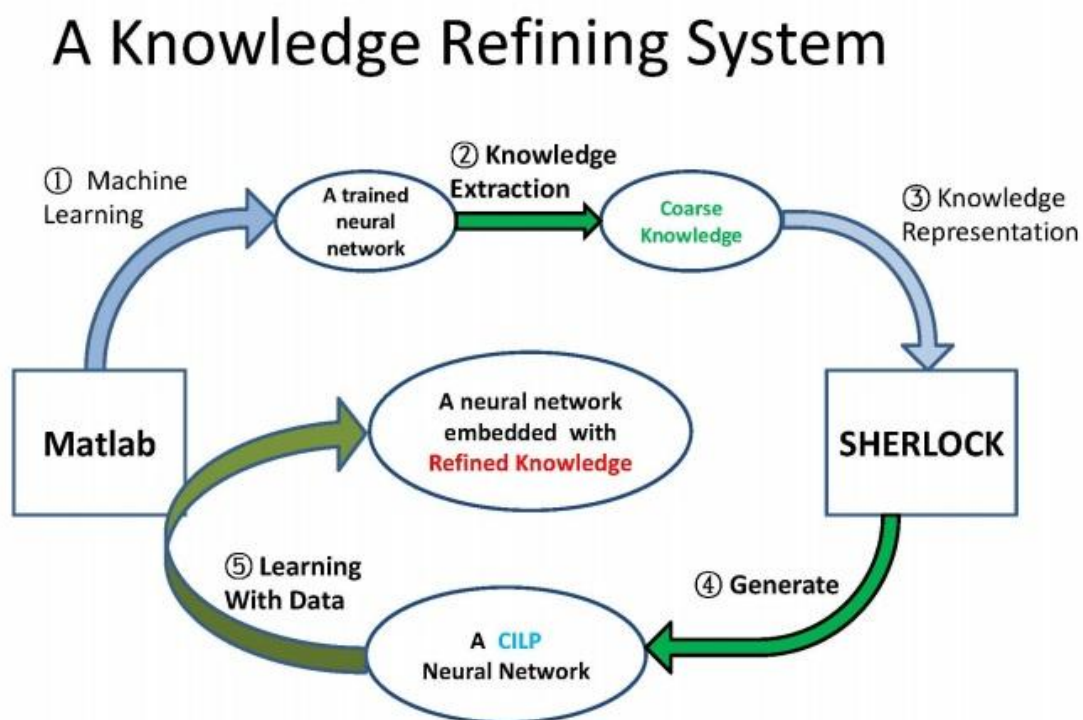 A Knowledge Refining System
① Machine
Learning
A trained
neural
network
② Knowledge
Extraction
Coarse
Knowledge
③ Knowledge
Representation
Matlab
A neural network
embedded with
Refined Knowledge
SHERLOCK
⑤ Learning
With Data
④ Generate
A CILP
Neural Network